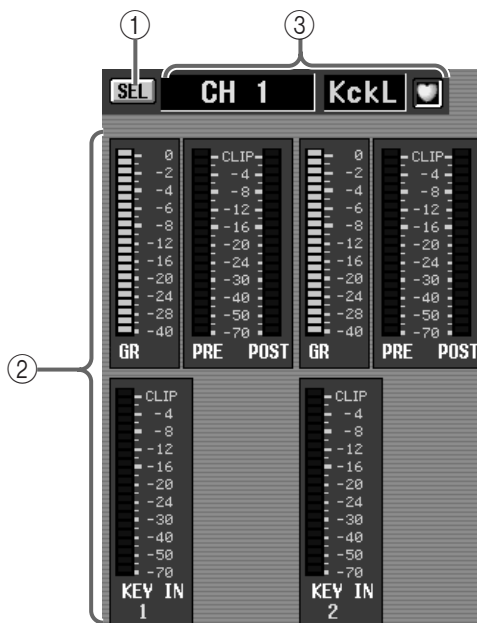 ① ③
SEL CH 1 KckL
②
0 CLIP 0 CLIP
-2 -4 -2 -4
-4 -8 -4 -8
-6 -12 -6 -12
-8 -16 -8 -16
-12 -20 -12 -20
-16 -24 -16 -24
-20 -30 -20 -30
-24 -40 -24 -40
-28 -50 -28 -50
-40 -70 -40 -70
GR PRE POST GR PRE POST
CLIP CLIP
-4 -4
-8 -8
-12 -12
-16 -16
-20 -20
-24 -24
-30 -30
-40 -40
-50 -50
-70 -70
KEY IN KEY IN
1 2